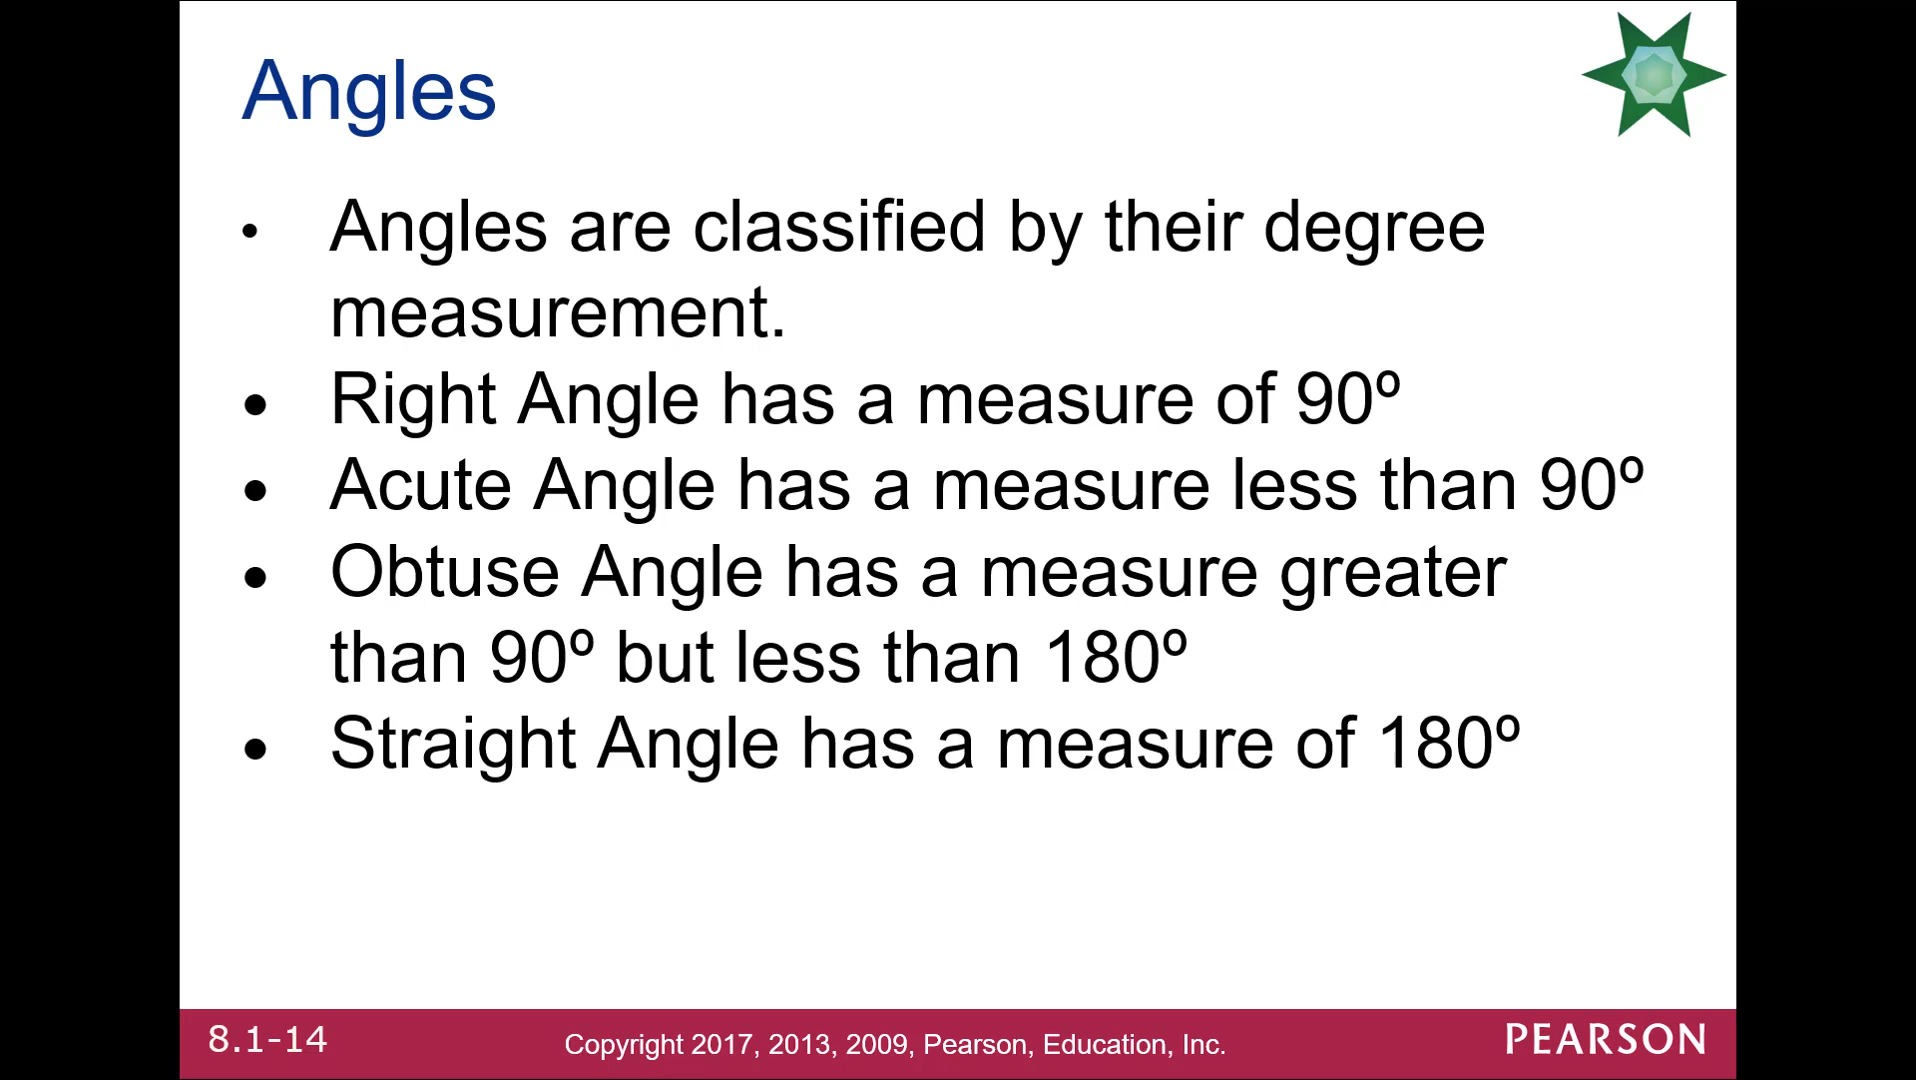 Angles
• Angles are classified by their degree
measurement.
• Right Angle has a measure of 90º
• Acute Angle has a measure less than 90º
• Obtuse Angle has a measure greater
than 90º but less than 180º
• Straight Angle has a measure of 180º
8.1-14
Copyright 2017, 2013, 2009, Pearson, Education, Inc.
PEARSON